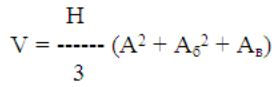 H
V = ------ (A² + Aб² + Aв)
3